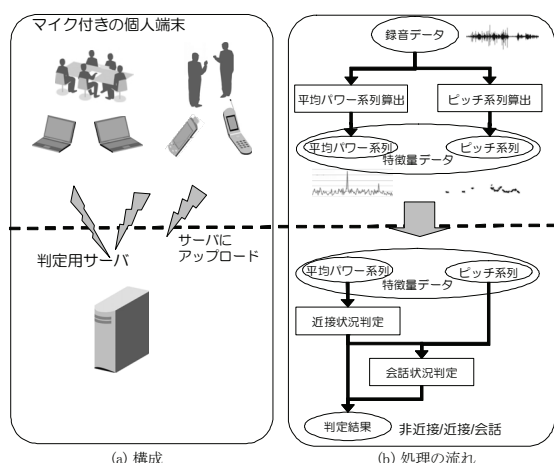 マイク付きの個人端末
サーバに
アップロード
判定用サーバ
(a) 構成
録音データ
平均パワー系列算出
ピッチ系列算出
平均パワー系列
ピッチ系列
特徴量データ
平均パワー系列
ピッチ系列
特徴量データ
近接状況判定
会話状況判定
判定結果
非近接/近接/会話
(b) 処理の流れ